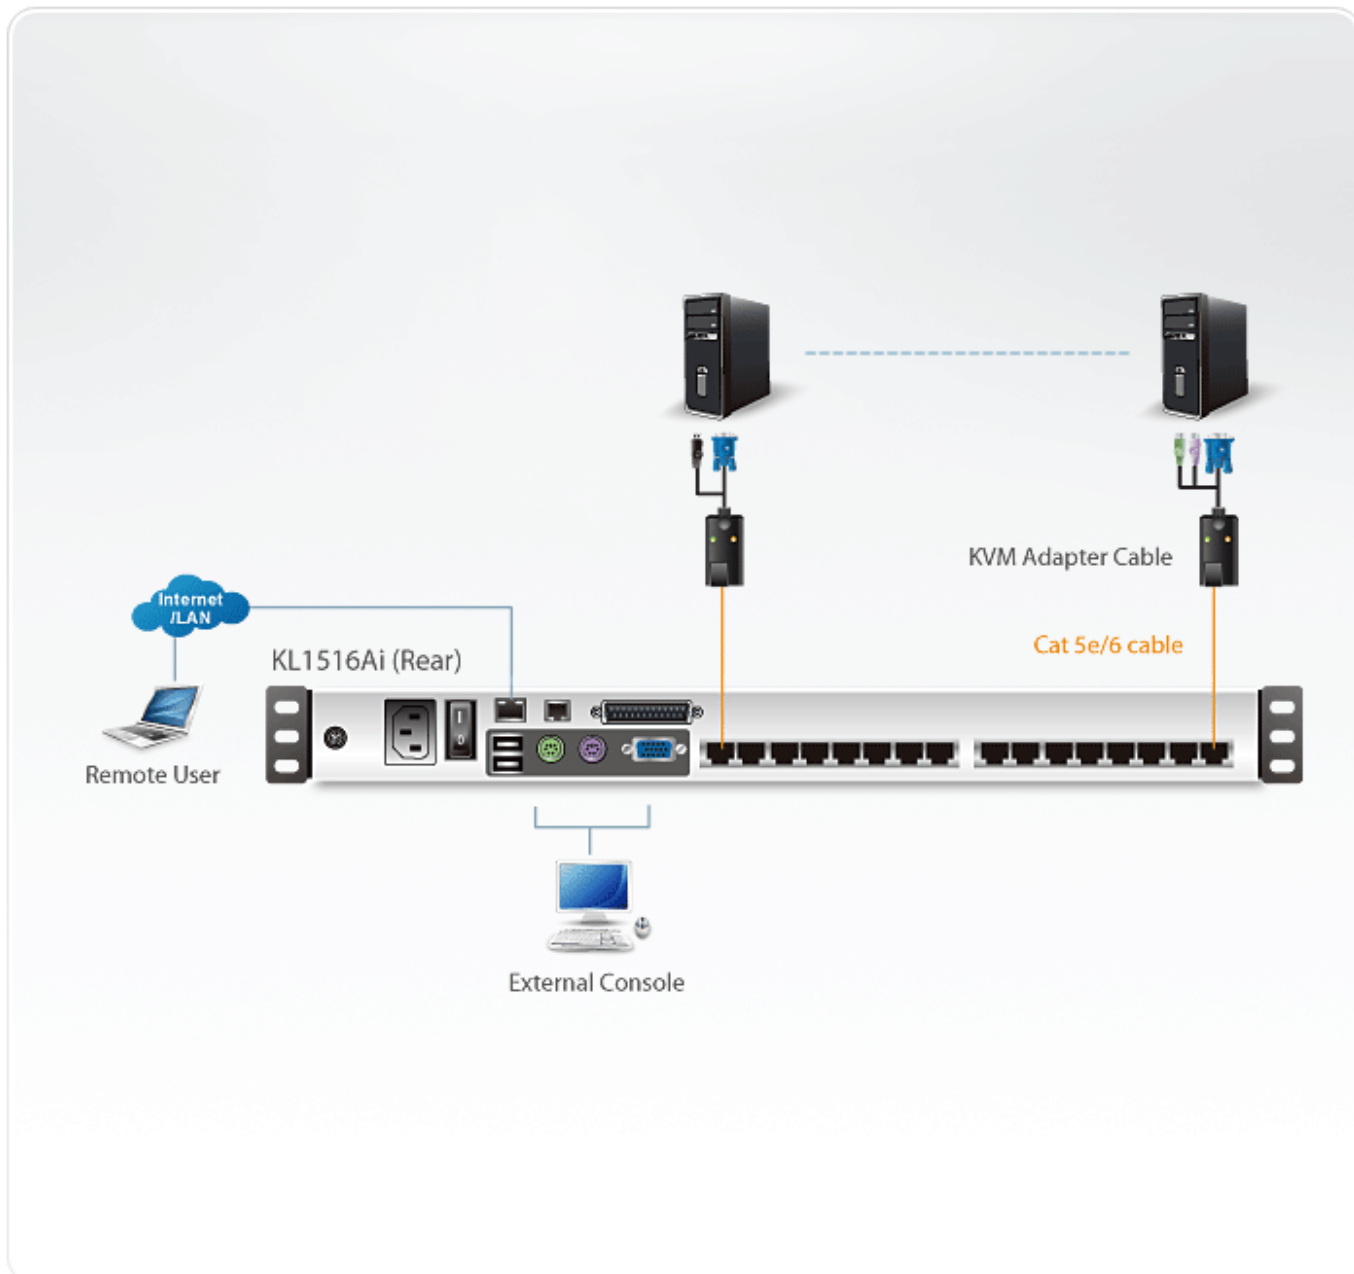 KVM Adapter Cable
Internet
/LAN
Cat 5e/6 cable
KL1516Ai (Rear)
Remote User
External Console